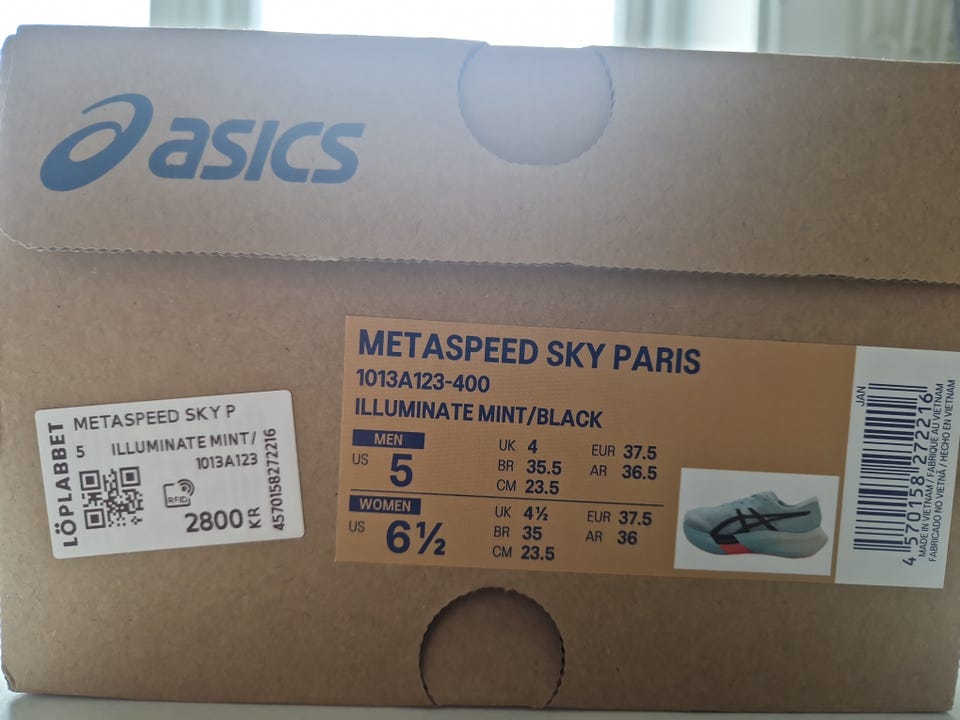 asics
METASPEED SKY PARIS
1013A123-400
ILLUMINATE MINT/BLACK
MEN
US 5
UK 4 EUR 37.5
BR 35.5 AR 36.5
CM 23.5
WOMEN
US 6½
UK 4½ EUR 37.5
BR 35 AR 36
CM 23.5
JAN
4 570158 272216
MADE IN VIETNAM / FABRIQUÉ AU VIETNAM
FABRICADO NO VIETNÃ / HECHO EN VIETNAM
LÖPLABBET
METASPEED SKY P
5 ILLUMINATE MINT/
1013A123
RFID
2800 KR
4570158272216